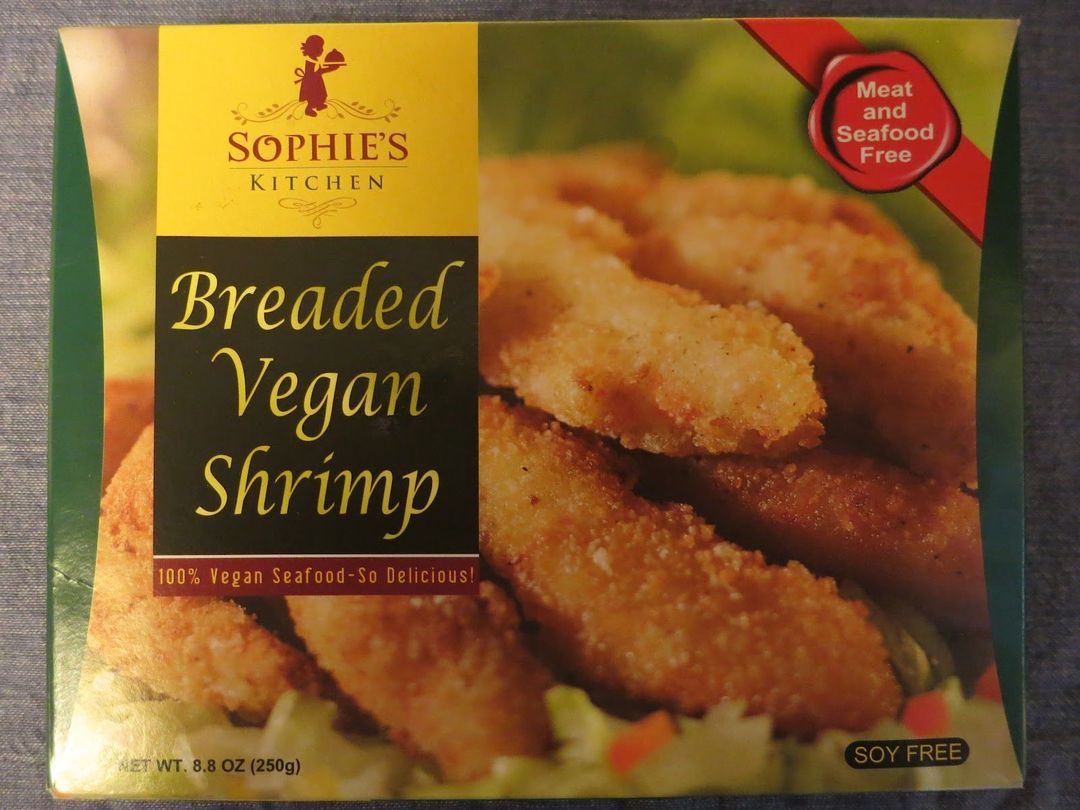 SOPHIE'S
KITCHEN
Breaded
Vegan
Shrimp
100% Vegan Seafood-So Delicious!
Meat
and
Seafood
Free
NET WT. 8.8 OZ (250g)
SOY FREE